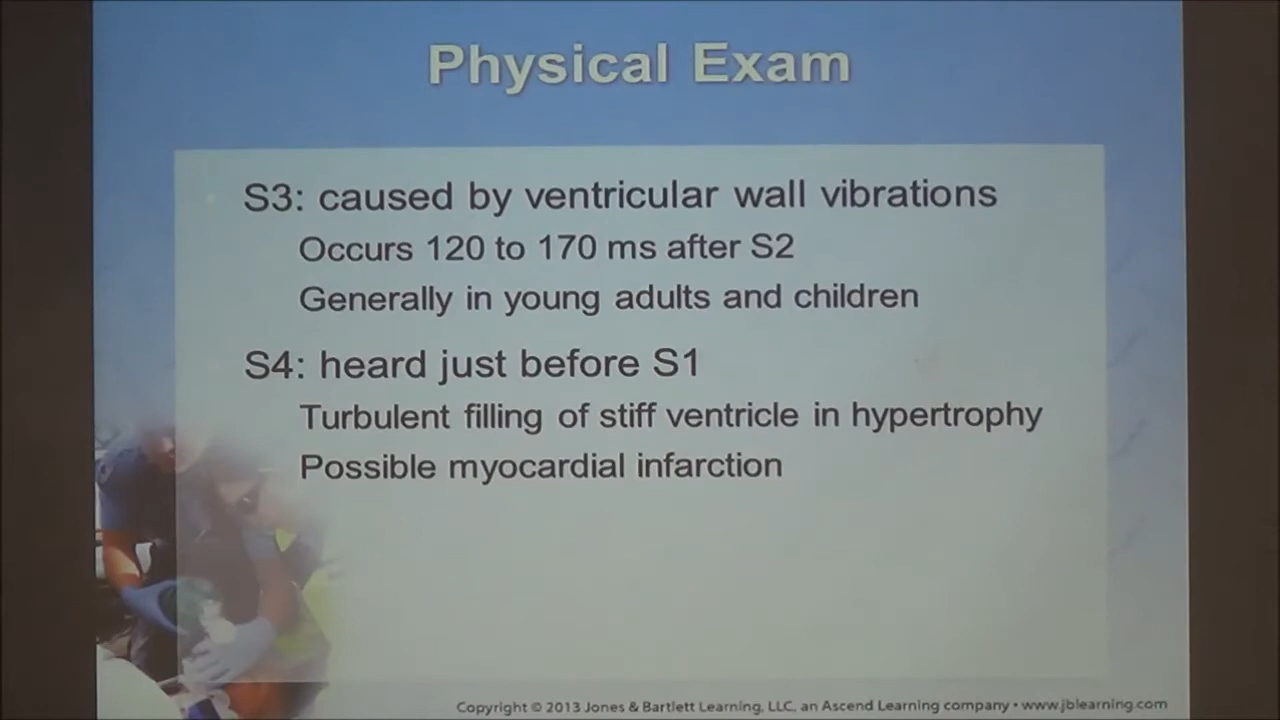 Physical Exam
S3: caused by ventricular wall vibrations
Occurs 120 to 170 ms after S2
Generally in young adults and children
S4: heard just before S1
Turbulent filling of stiff ventricle in hypertrophy
Possible myocardial infarction
Copyright © 2013 Jones & Bartlett Learning, LLC, an Ascend Learning company • www.jblearning.com